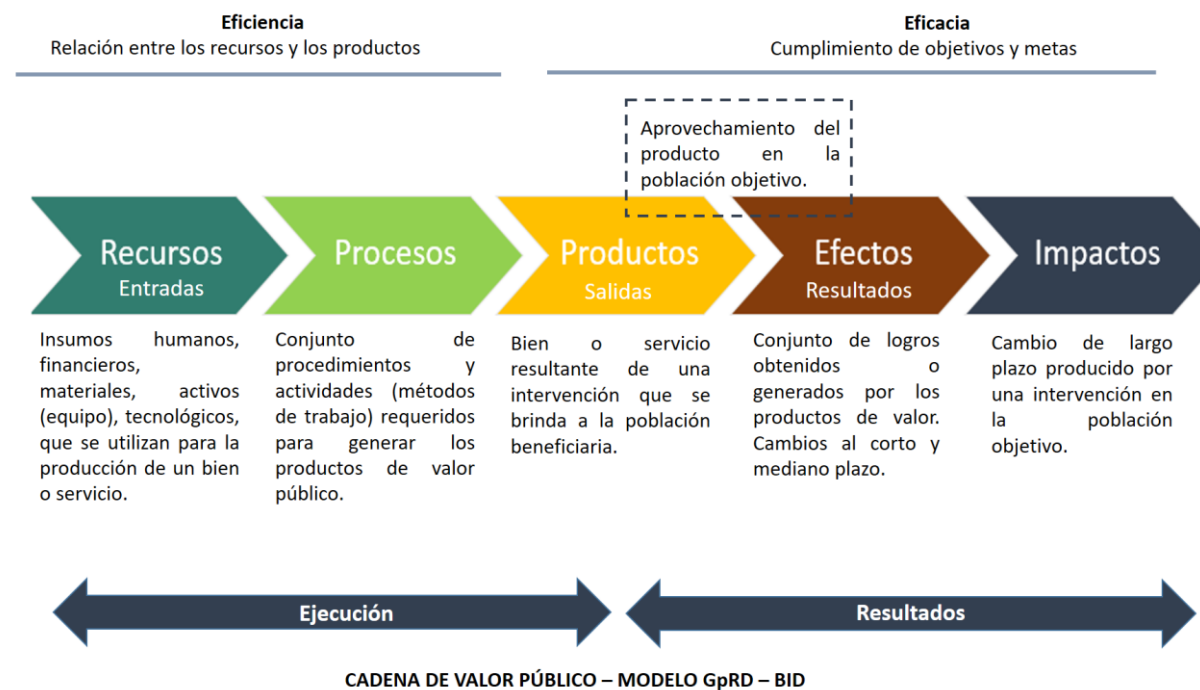 Eficiencia
Relación entre los recursos y los productos
Eficacia
Cumplimiento de objetivos y metas
Aprovechamiento del
producto en la
población objetivo.
Recursos
Entradas
Procesos
Productos
Salidas
Efectos
Resultados
Impactos
Insumos humanos,
financieros,
materiales, activos
(equipo), tecnológicos,
que se utilizan para la
producción de un bien
o servicio.
Conjunto de
procedimientos y
actividades (métodos
de trabajo) requeridos
para generar los
productos de valor
público.
Bien o servicio
resultante de una
intervención que se
brinda a la población
beneficiaria.
Conjunto de logros
obtenidos o
generados por los
productos de valor.
Cambios al corto y
mediano plazo.
Cambio de largo
plazo producido por
una intervención en
la población
objetivo.
Ejecución
Resultados
CADENA DE VALOR PÚBLICO – MODELO GpRD – BID